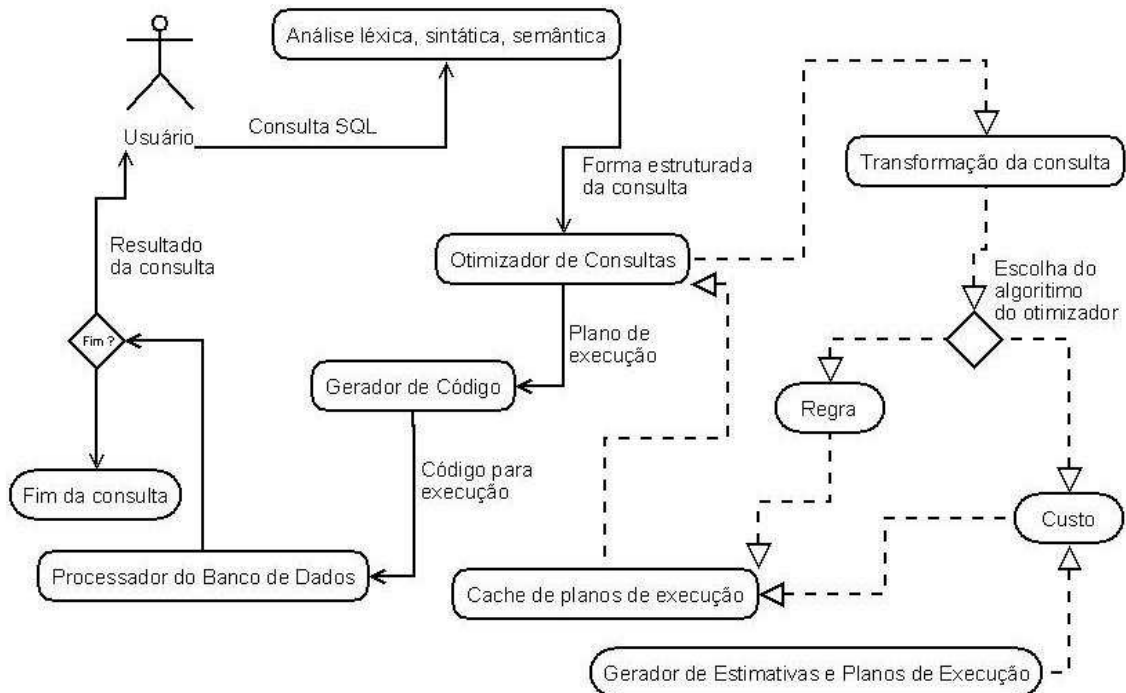 Análise léxica, sintática, semântica
Usuário
Consulta SQL
Forma estruturada
da consulta
Transformação da consulta
Resultado
da consulta
Otimizador de Consultas
Escolha do
algoritimo
do otimizador
Plano de
execução
Fim ?
Gerador de Código
Regra
Código para
execução
Fim da consulta
Custo
Processador do Banco de Dados
Cache de planos de execução
Gerador de Estimativas e Planos de Execução